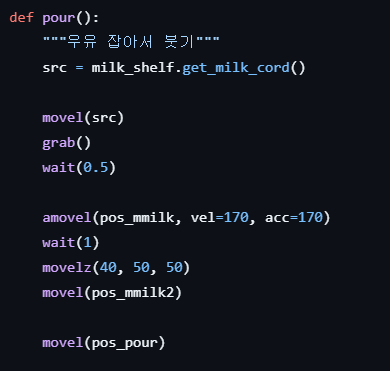 def pour():
    """우유 잡아서 붓기"""
    src = milk_shelf.get_milk_cord()
    movel(src)
    grab()
    wait(0.5)
    amovel(pos_mmilk, vel=170, acc=170)
    wait(1)
    movelz(40, 50, 50)
    movel(pos_mmilk2)
    movel(pos_pour)